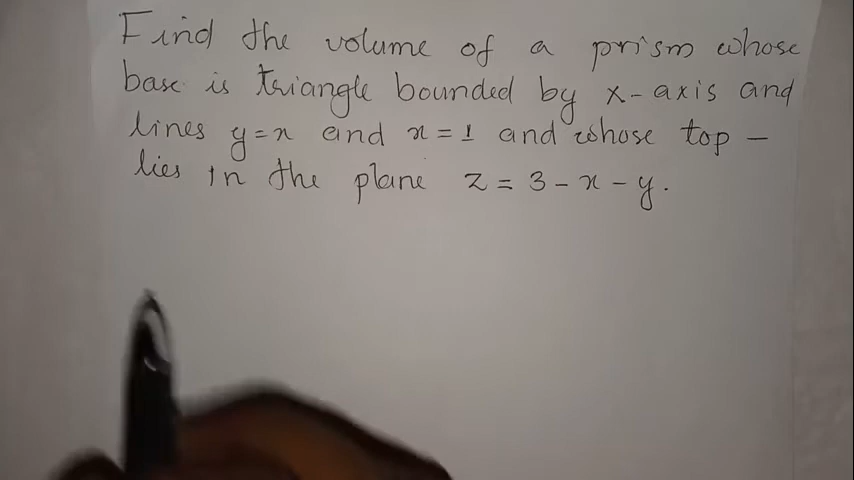 Find the volume of a prism whose
base is triangle bounded by x-axis and
lines y=x and x=1 and whose top-
lies in the plane z = 3-x-y.